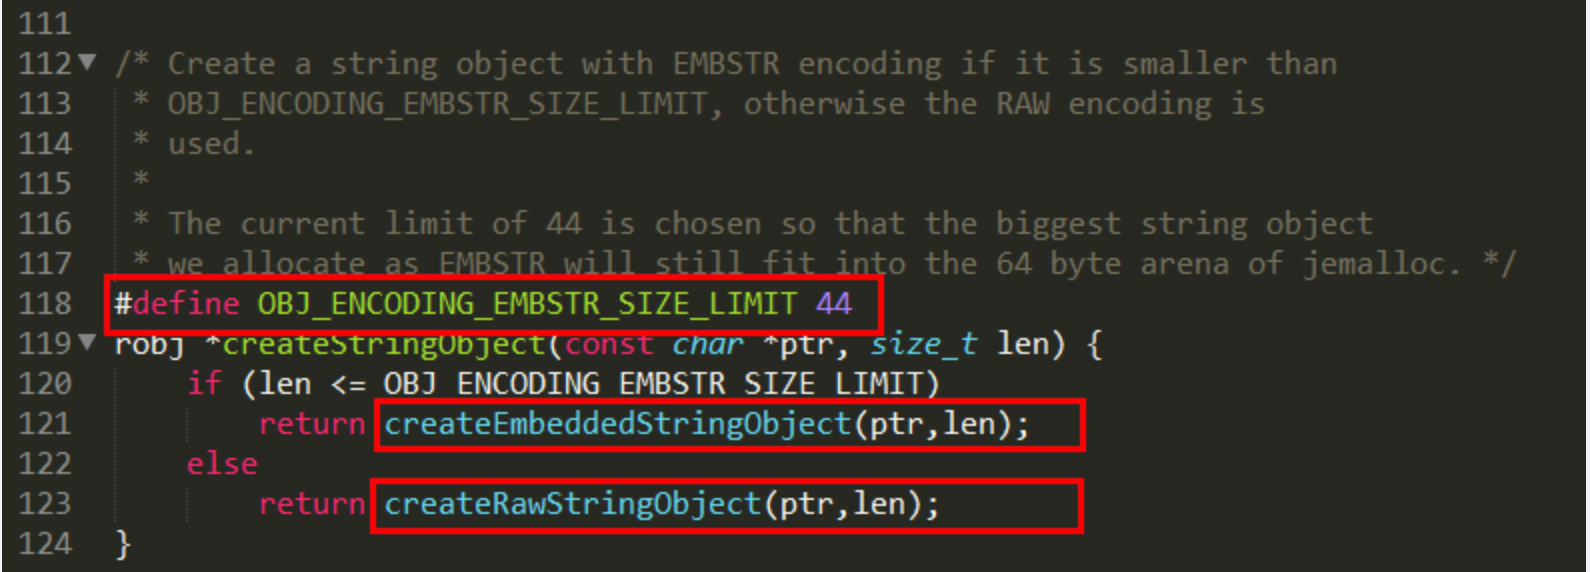 111
112 /* Create a string object with EMBSTR encoding if it is smaller than
113  * OBJ_ENCODING_EMBSTR_SIZE_LIMIT, otherwise the RAW encoding is
114  * used.
115  *
116  * The current limit of 44 is chosen so that the biggest string object
117  * we allocate as EMBSTR will still fit into the 64 byte arena of jemalloc. */
118 #define OBJ_ENCODING_EMBSTR_SIZE_LIMIT 44
119 robj *createStringObject(const char *ptr, size_t len) {
120     if (len <= OBJ_ENCODING_EMBSTR_SIZE_LIMIT)
121         return createEmbeddedStringObject(ptr,len);
122     else
123         return createRawStringObject(ptr,len);
124 }